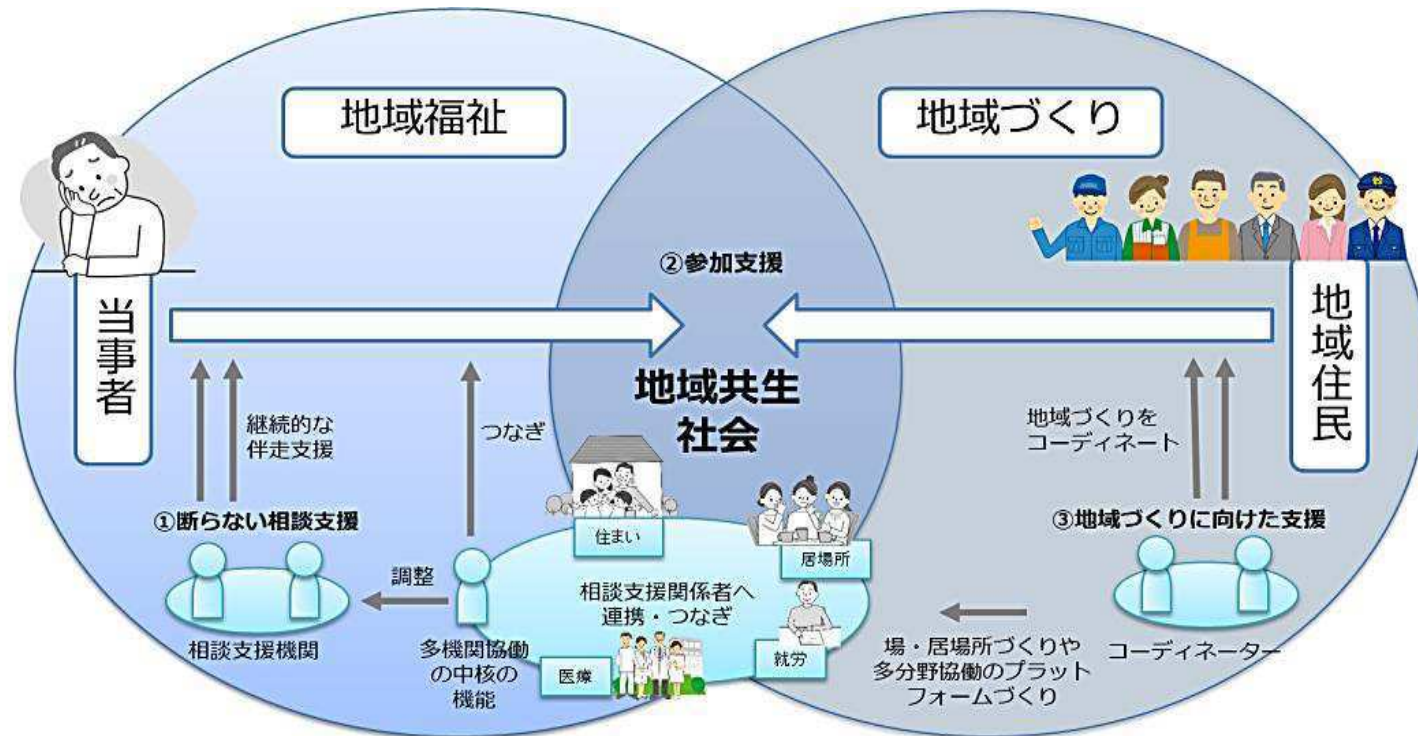 地域福祉
地域づくり
②参加支援
当事者
地域住民
地域共生
社会
継続的な
伴走支援
つなぎ
地域づくりを
コーディネート
①断らない相談支援
③地域づくりに向けた支援
住まい
居場所
調整
相談支援関係者へ
連携・つなぎ
相談支援機関
多機関協働
の中核の
機能
医療
就労
場・居場所づくりや
多分野協働のプラット
フォームづくり
コーディネーター